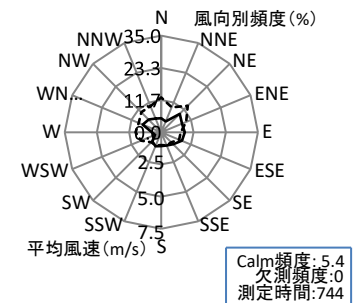 N 風向別頻度(%)
35.0
NNW NNE
NW 23.3 NE
WN... 11.7 ENE
W 0.0 E
WSW 2.5 ESE
SW 5.0 SE
SSW 7.5 SSE
平均風速(m/s) S
Calm頻度: 5.4
欠測頻度:0
測定時間:744